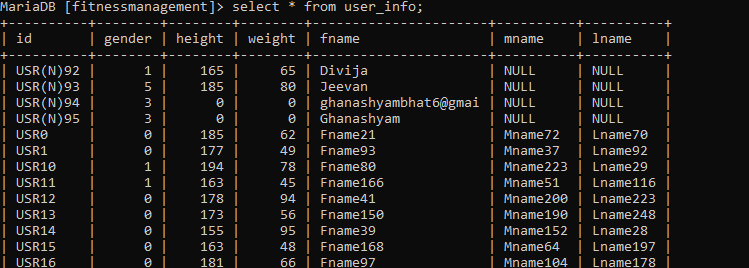 MariaDB [fitnessmanagement]> select * from user_info;
+----------+--------+--------+--------+----------------------+----------+----------+
| id | gender | height | weight | fname | mname | lname |
+----------+--------+--------+--------+----------------------+----------+----------+
| USR(N)92 | 1 | 165 | 65 | Divija | NULL | NULL |
| USR(N)93 | 5 | 185 | 80 | Jeevan | NULL | NULL |
| USR(N)94 | 3 | 0 | 0 | ghanashyambhat6@gmai | NULL | NULL |
| USR(N)95 | 3 | 0 | 0 | Ghanashyam | NULL | NULL |
| USR0 | 0 | 185 | 62 | Fname21 | Mname72 | Lname70 |
| USR1 | 0 | 177 | 49 | Fname93 | Mname37 | Lname92 |
| USR10 | 1 | 194 | 78 | Fname80 | Mname223 | Lname29 |
| USR11 | 1 | 163 | 45 | Fname166 | Mname51 | Lname116 |
| USR12 | 0 | 178 | 94 | Fname41 | Mname200 | Lname223 |
| USR13 | 0 | 173 | 56 | Fname150 | Mname190 | Lname248 |
| USR14 | 0 | 155 | 95 | Fname39 | Mname152 | Lname28 |
| USR15 | 0 | 163 | 48 | Fname168 | Mname64 | Lname197 |
| USR16 | 0 | 181 | 66 | Fname97 | Mname104 | Lname178 |